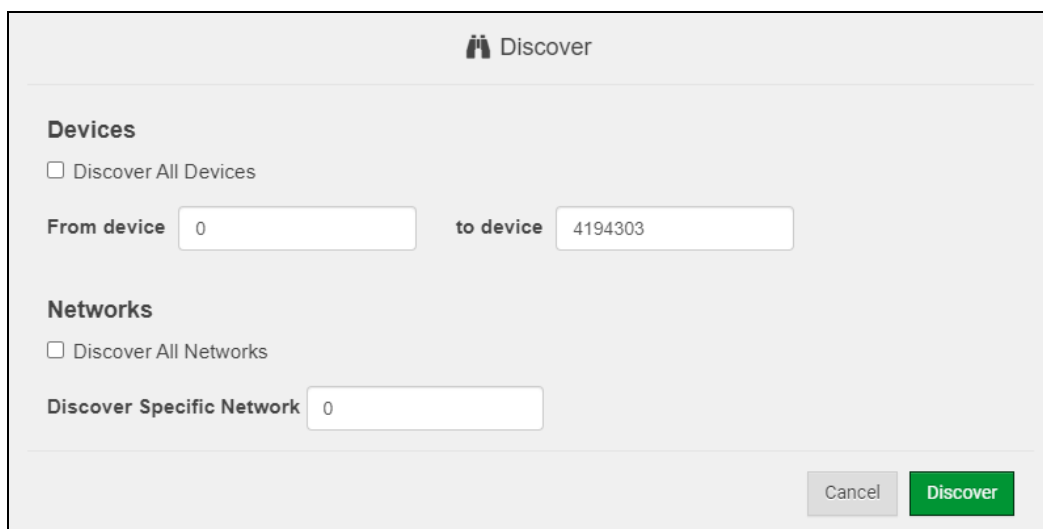 Discover
Devices
Discover All Devices
From device 0 to device 4194303
Networks
Discover All Networks
Discover Specific Network 0
Cancel Discover